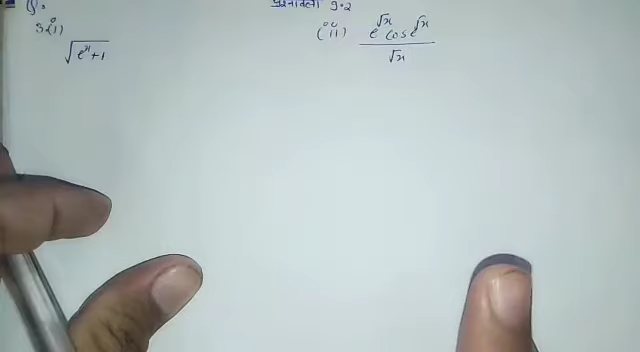 प्रश्नावली 9.2
3.(i)
√(eˣ+1)
(ii) e^√x cos e^√x / √x